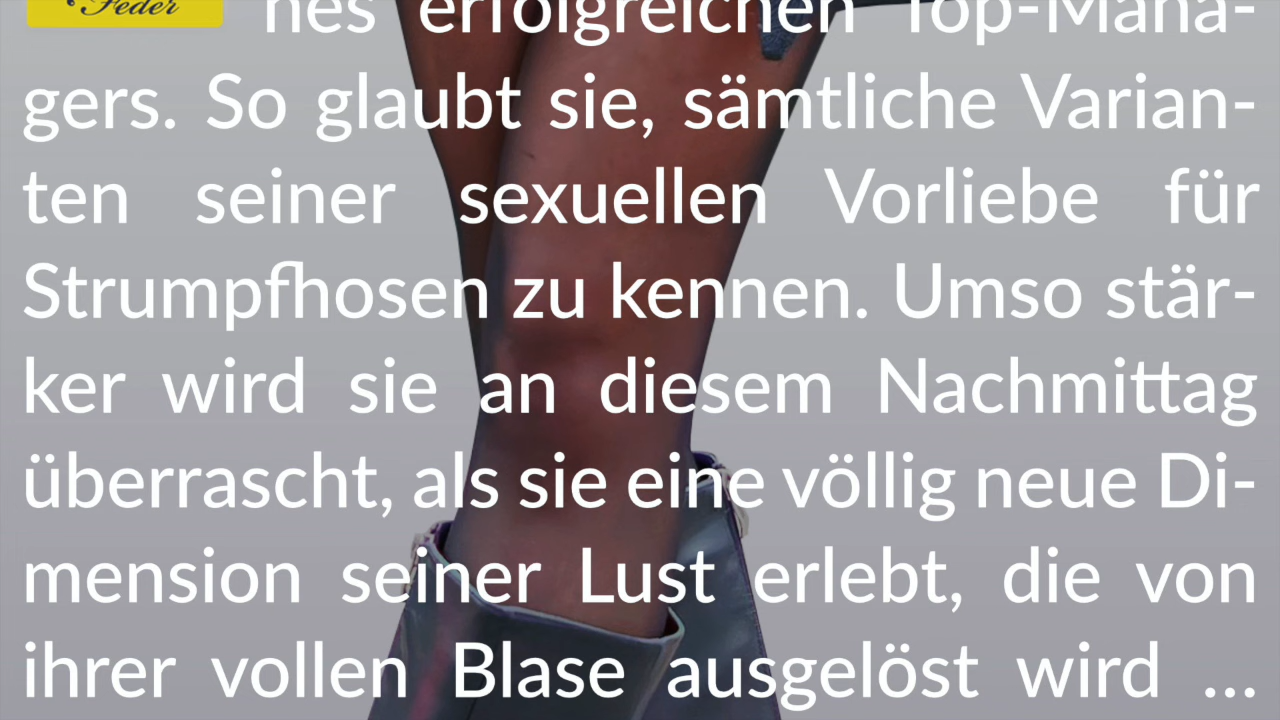 Feder
nes erfolgreichen Top-Mana-
gers. So glaubt sie, sämtliche Varian-
ten seiner sexuellen Vorliebe für
Strumpfhosen zu kennen. Umso stär-
ker wird sie an diesem Nachmittag
überrascht, als sie eine völlig neue Di-
mension seiner Lust erlebt, die von
ihrer vollen Blase ausgelöst wird ...